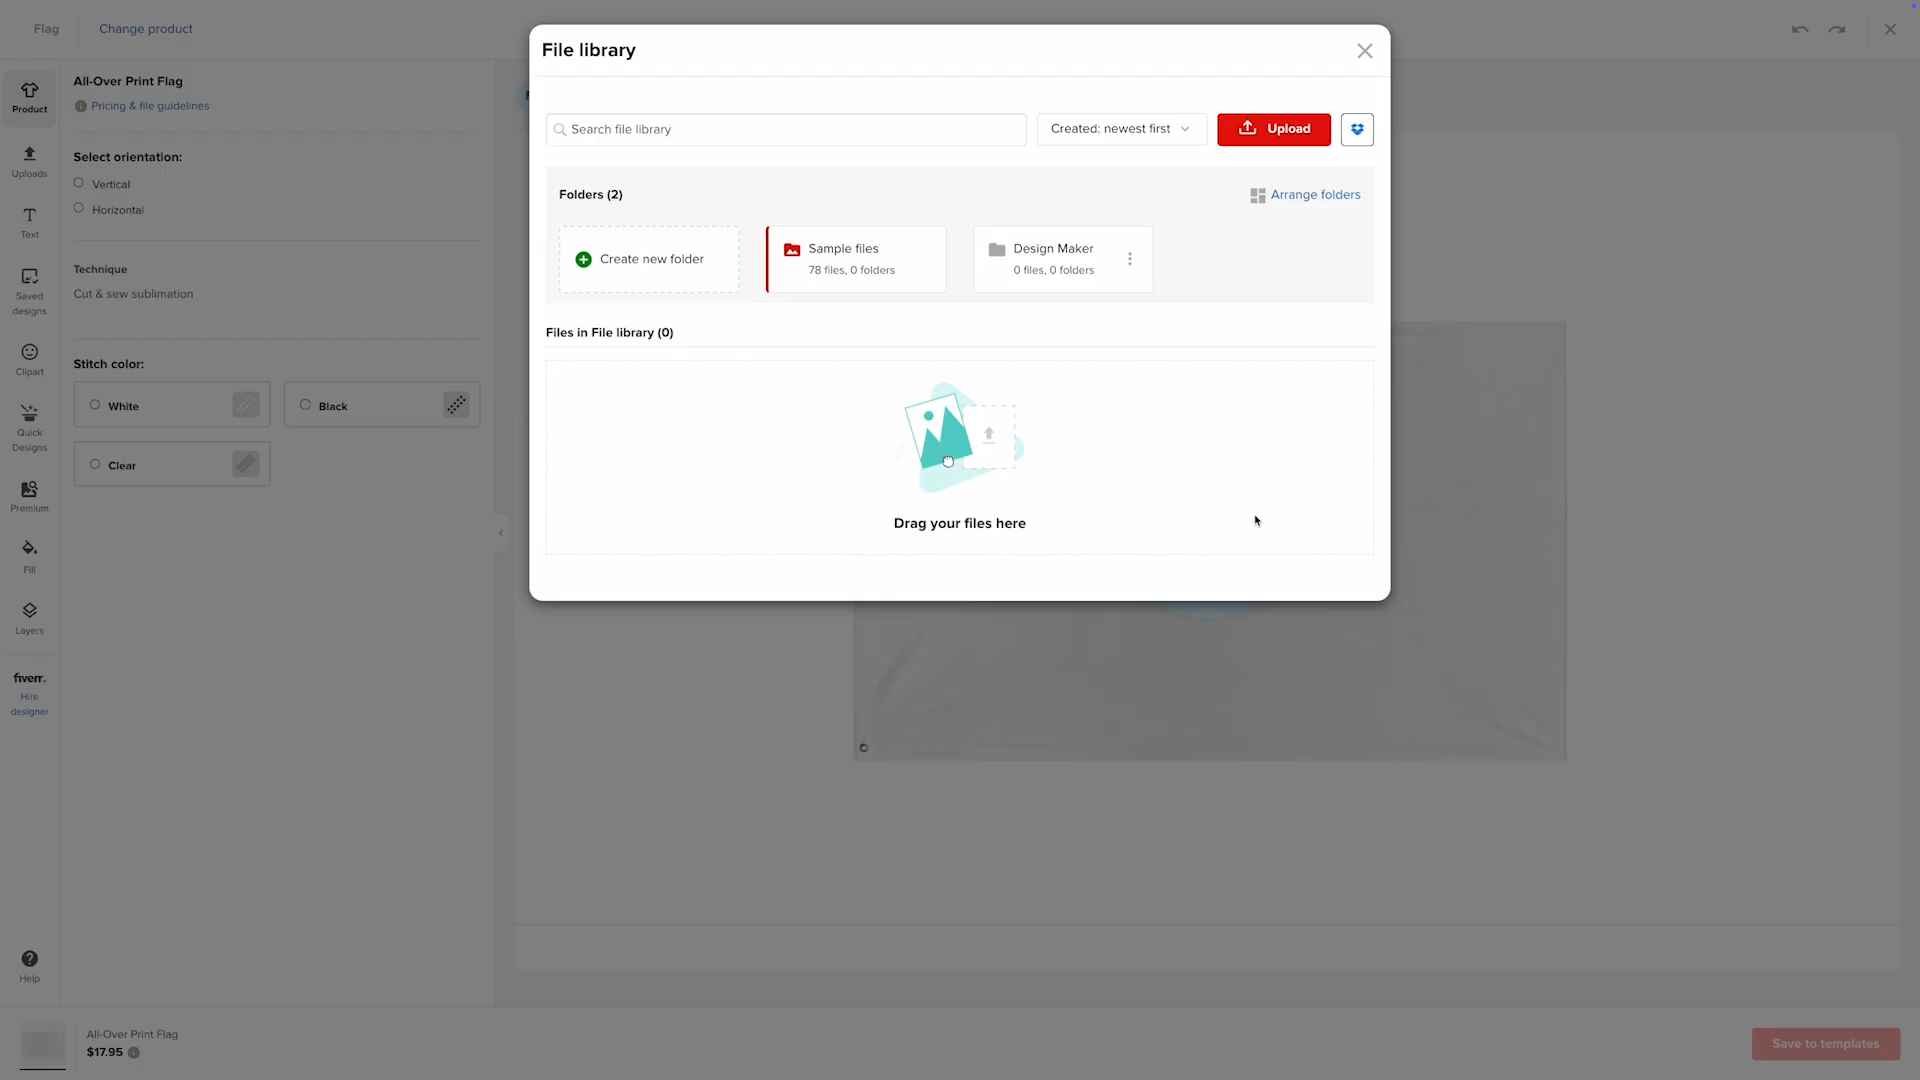 Flag
Change product
File library
All-Over Print Flag
Pricing & file guidelines
Product
Search file library
Created: newest first
Upload
Select orientation:
Vertical
Horizontal
Uploads
Folders (2)
Arrange folders
Text
Create new folder
Sample files
78 files, 0 folders
Design Maker
0 files, 0 folders
Technique
Cut & sew sublimation
Saved
designs
Files in File library (0)
Stitch color:
Clipart
White
Black
Quick
Designs
Clear
Premium
Drag your files here
Fill
Layers
fiverr.
Hire
designer
Help
All-Over Print Flag
$17.95
Save to templates